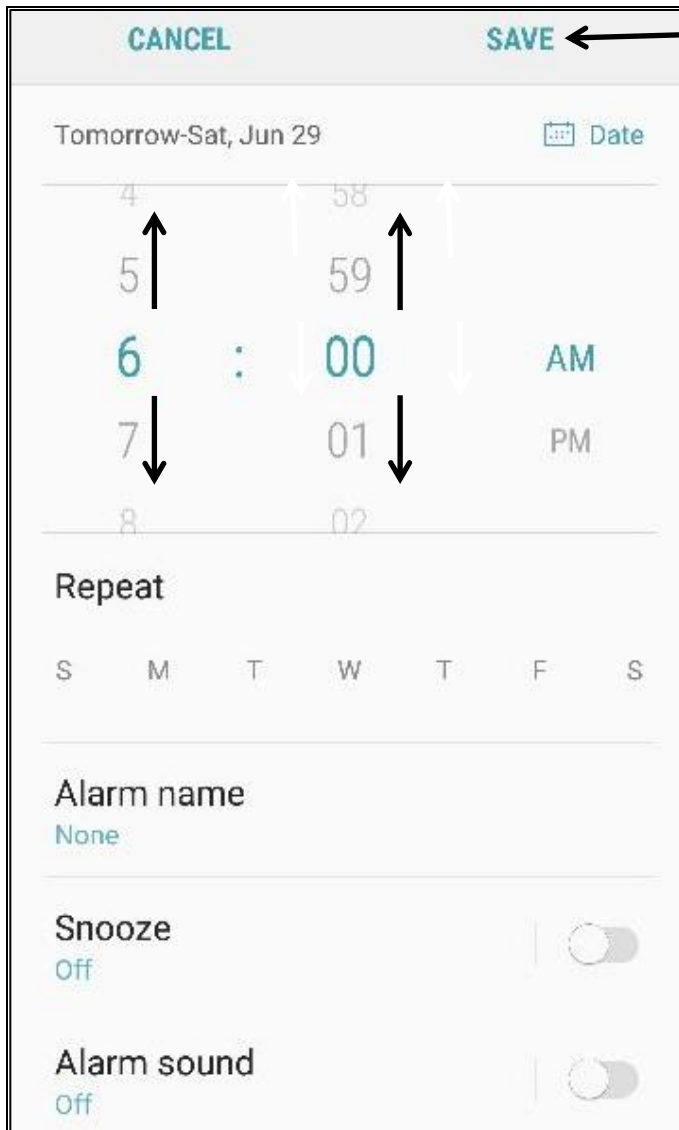 CANCEL SAVE
Tomorrow-Sat, Jun 29 Date
4 58
5 59
6 : 00 AM
7 01 PM
8 02
Repeat
S M T W T F S
Alarm name
None
Snooze
Off
Alarm sound
Off